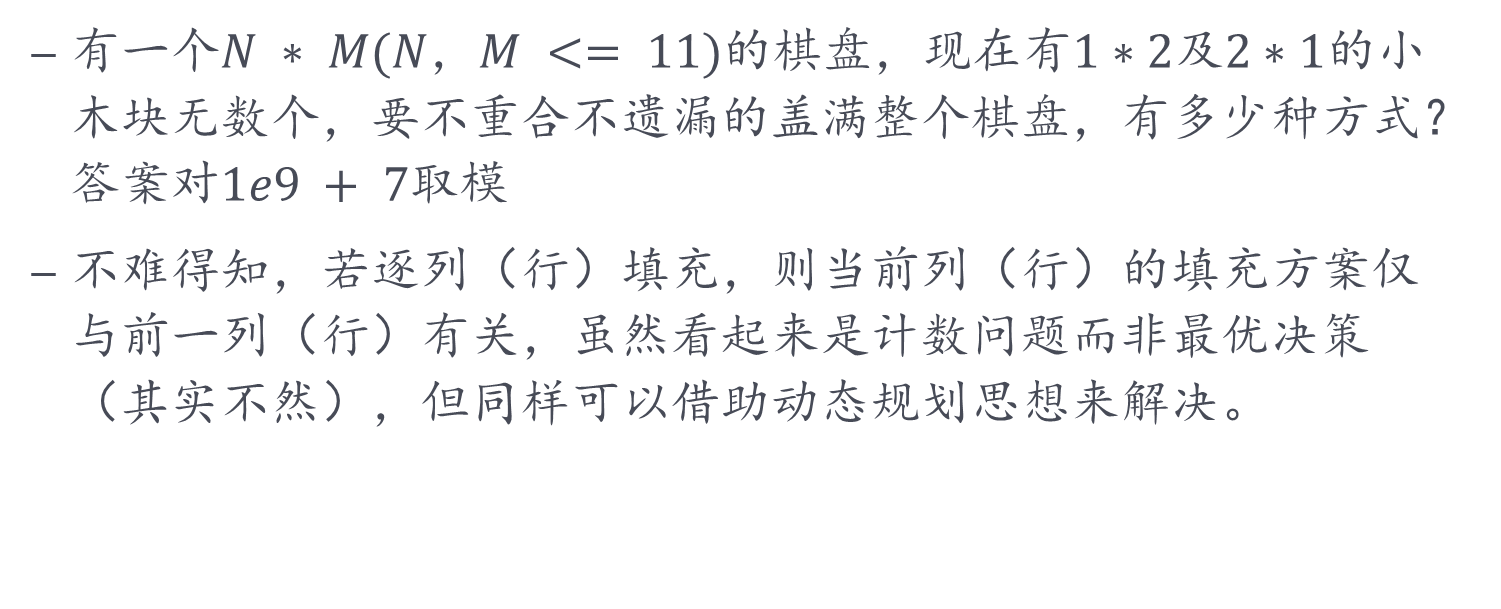 – 有一个N * M(N，M <= 11)的棋盘，现在有1 * 2及2 * 1的小
木块无数个，要不重合不遗漏的盖满整个棋盘，有多少种方式？
答案对1e9 + 7取模
– 不难得知，若逐列（行）填充，则当前列（行）的填充方案仅
与前一列（行）有关，虽然看起来是计数问题而非最优决策
（其实不然），但同样可以借助动态规划思想来解决。